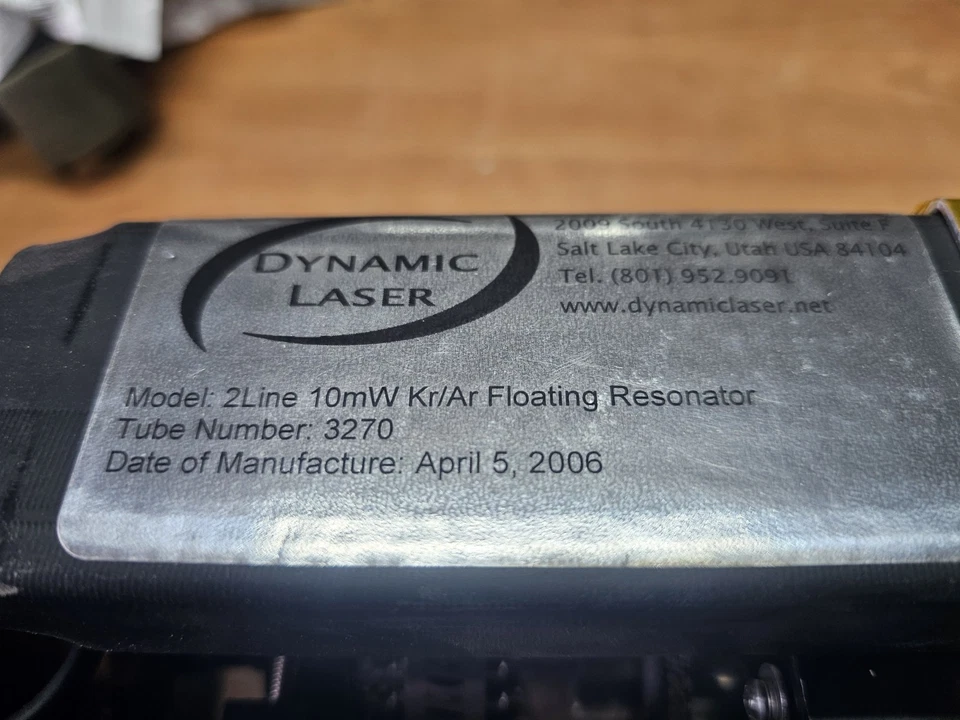 DYNAMIC
LASER
2009 South 4130 West, Suite F
Salt Lake City, Utah USA 84104
Tel. (801) 952.9091
www.dynamiclaser.net
Model: 2Line 10mW Kr/Ar Floating Resonator
Tube Number: 3270
Date of Manufacture: April 5, 2006